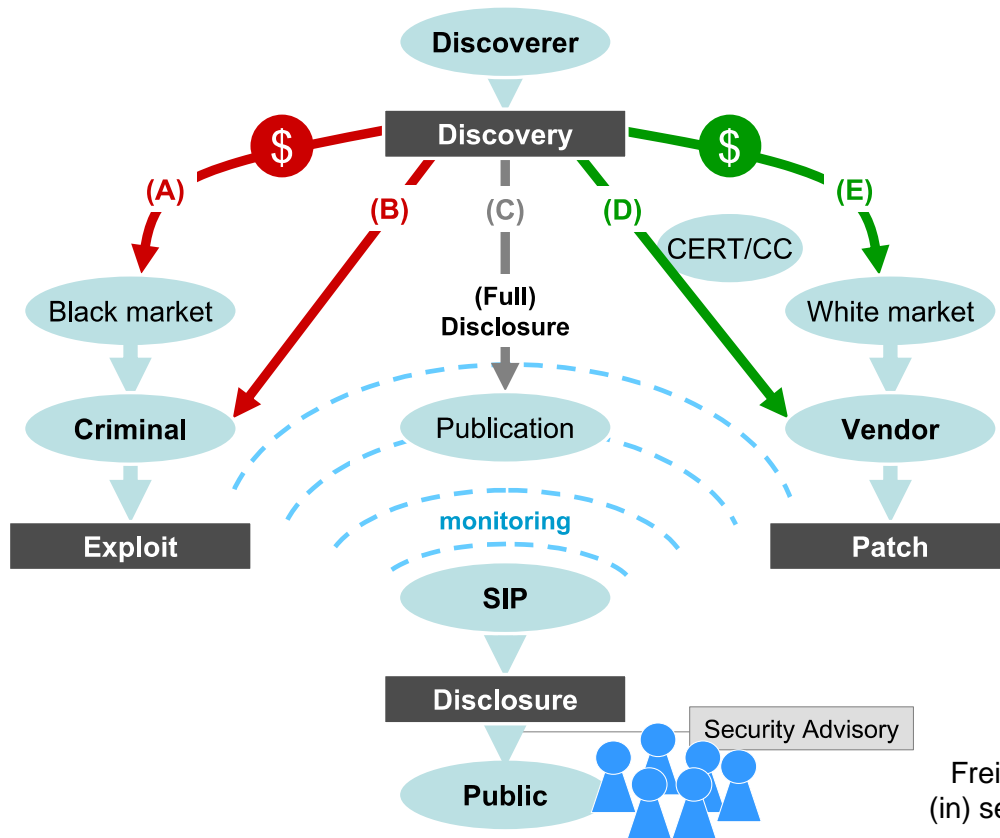 Discoverer
Discovery
$
$
(A)
(B)
(C)
(D)
(E)
CERT/CC
Black market
(Full)
Disclosure
White market
Criminal
Publication
Vendor
monitoring
Exploit
Patch
SIP
Disclosure
Security Advisory
Public
(in)